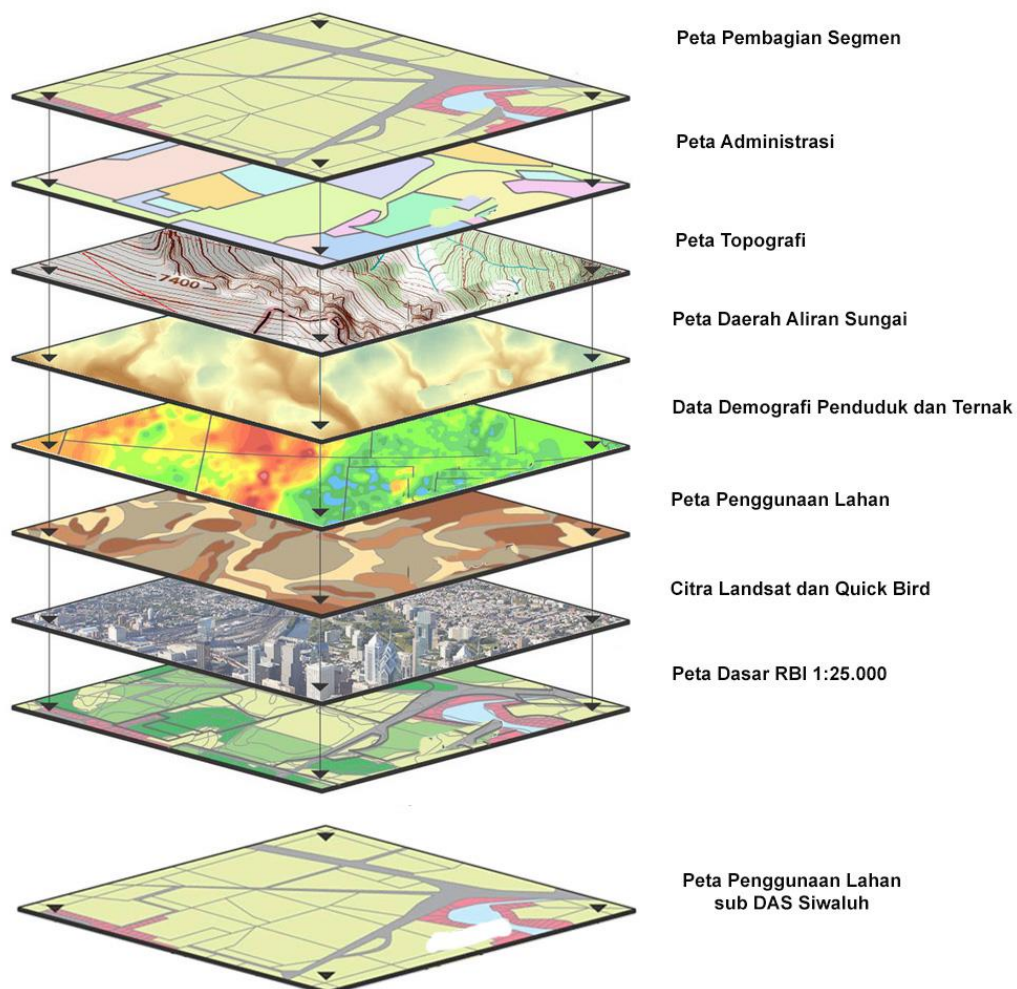 Peta Pembagian Segmen
Peta Administrasi
Peta Topografi
7400
Peta Daerah Aliran Sungai
Data Demografi Penduduk dan Ternak
Peta Penggunaan Lahan
Citra Landsat dan Quick Bird
Peta Dasar RBI 1:25.000
Peta Penggunaan Lahan
sub DAS Siwaluh